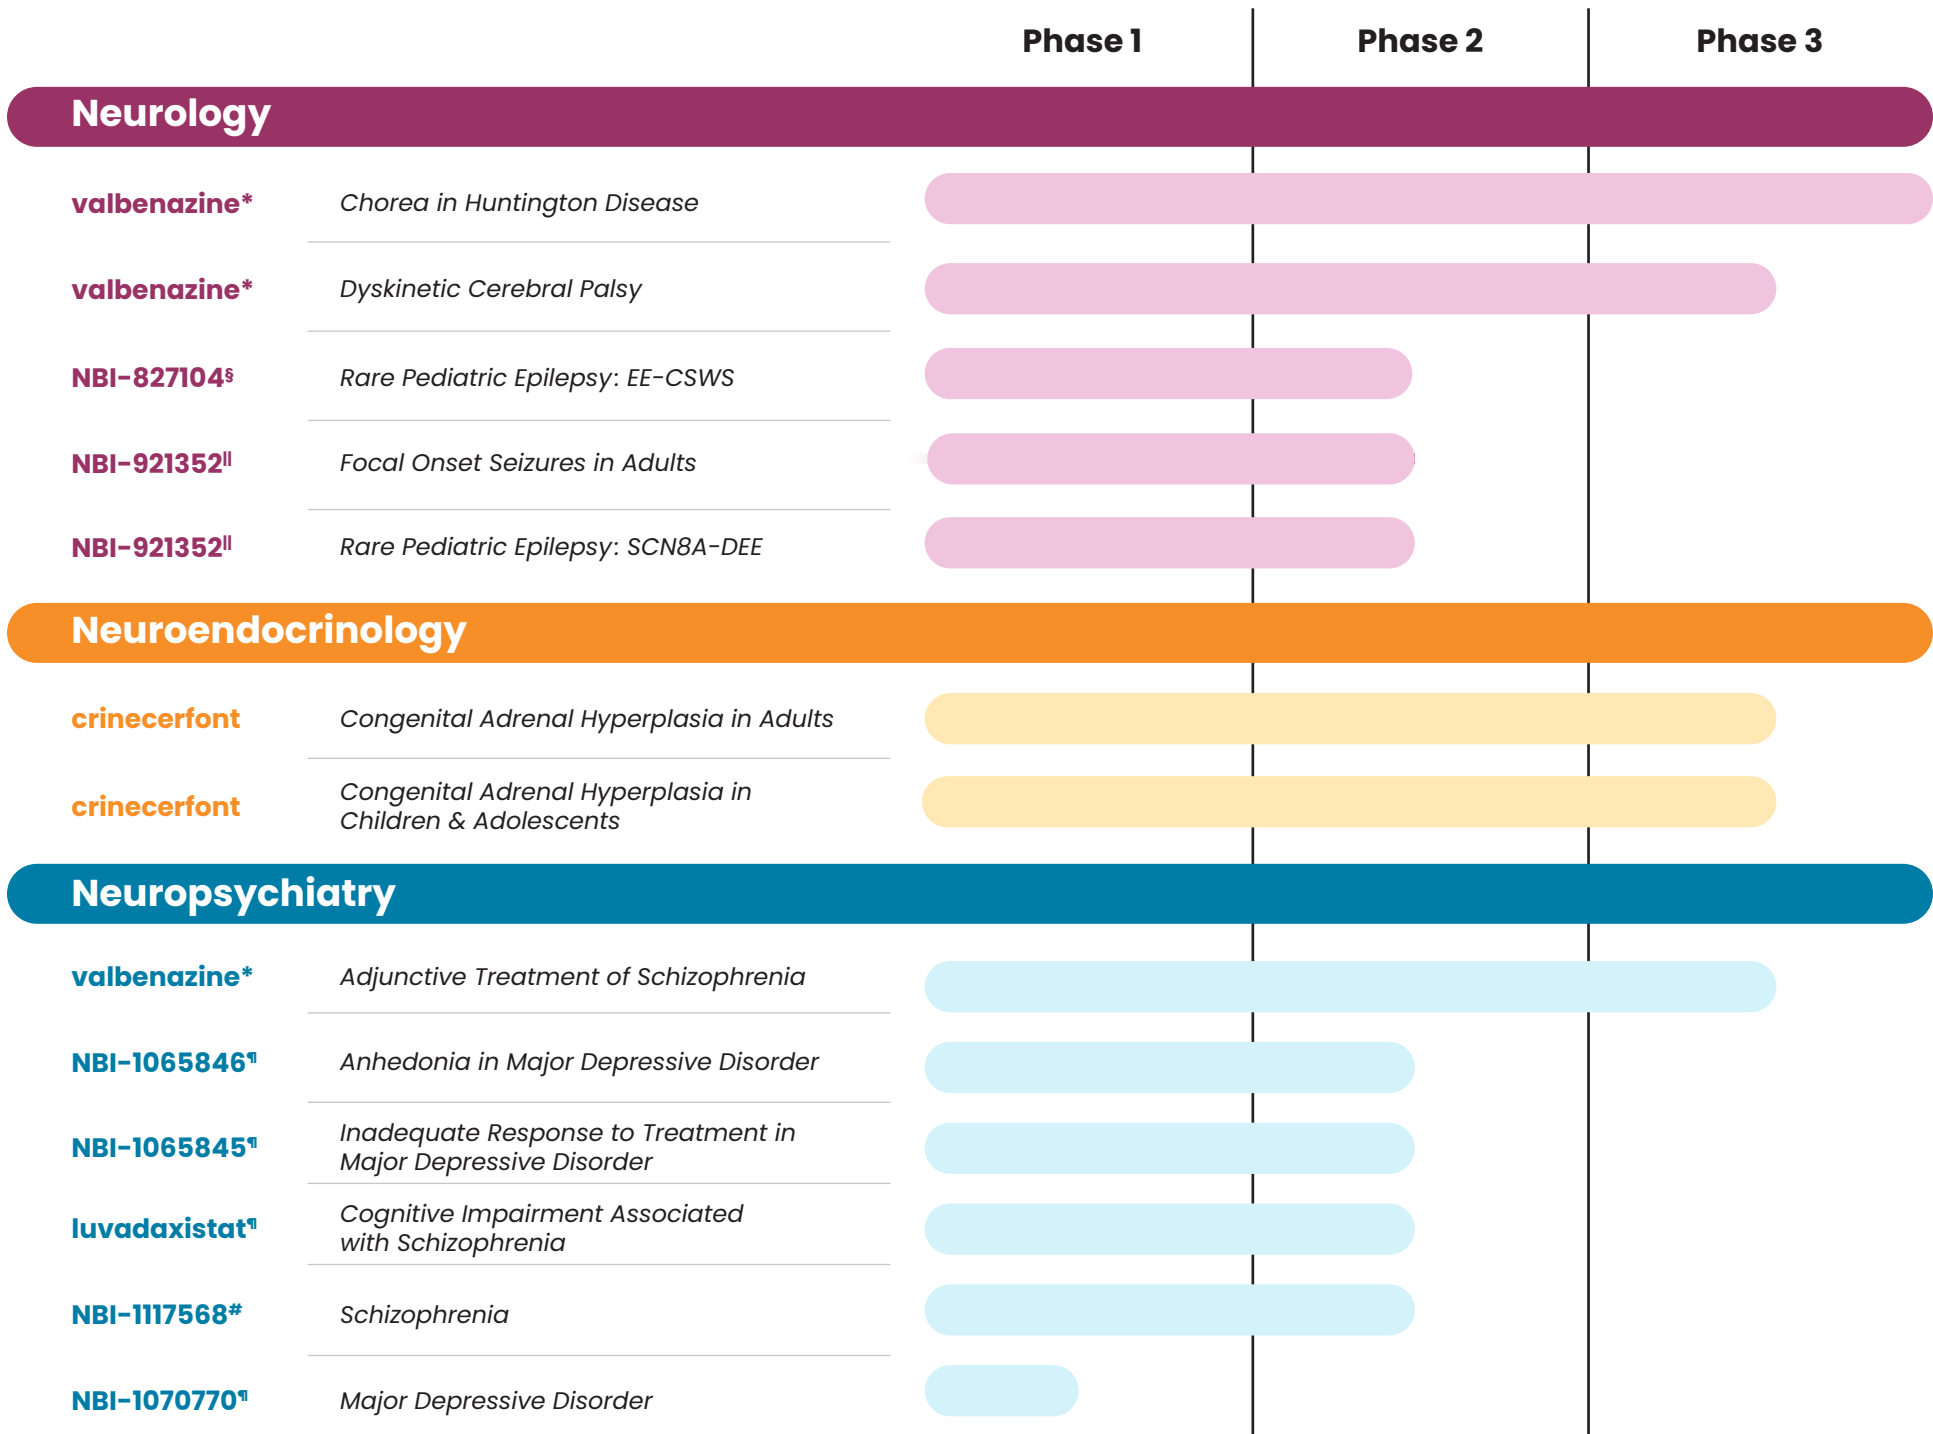 Phase 1 Phase 2 Phase 3
Neurology
valbenazine* Chorea in Huntington Disease
valbenazine* Dyskinetic Cerebral Palsy
NBI-827104§ Rare Pediatric Epilepsy: EE-CSWS
NBI-921352|| Focal Onset Seizures in Adults
NBI-921352|| Rare Pediatric Epilepsy: SCN8A-DEE
Neuroendocrinology
crinecerfont Congenital Adrenal Hyperplasia in Adults
crinecerfont Congenital Adrenal Hyperplasia in
Children & Adolescents
Neuropsychiatry
valbenazine* Adjunctive Treatment of Schizophrenia
NBI-1065846¶ Anhedonia in Major Depressive Disorder
NBI-1065845¶ Inadequate Response to Treatment in
Major Depressive Disorder
luvadaxistat¶ Cognitive Impairment Associated
with Schizophrenia
NBI-1117568# Schizophrenia
NBI-1070770¶ Major Depressive Disorder